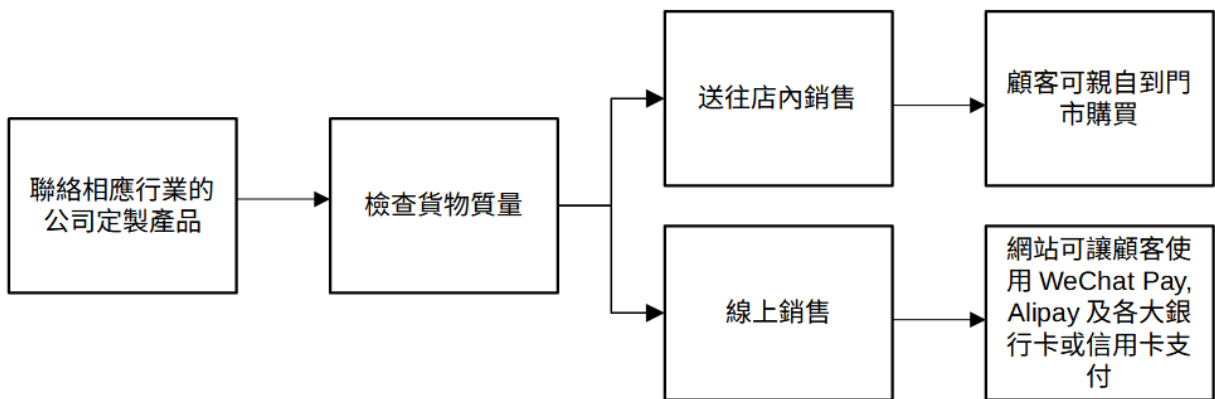 聯絡相應行業的
公司定製產品
檢查貨物質量
送往店內銷售
顧客可親自到門
市購買
線上銷售
網站可讓顧客使
用 WeChat Pay,
Alipay 及各大銀
行卡或信用卡支
付